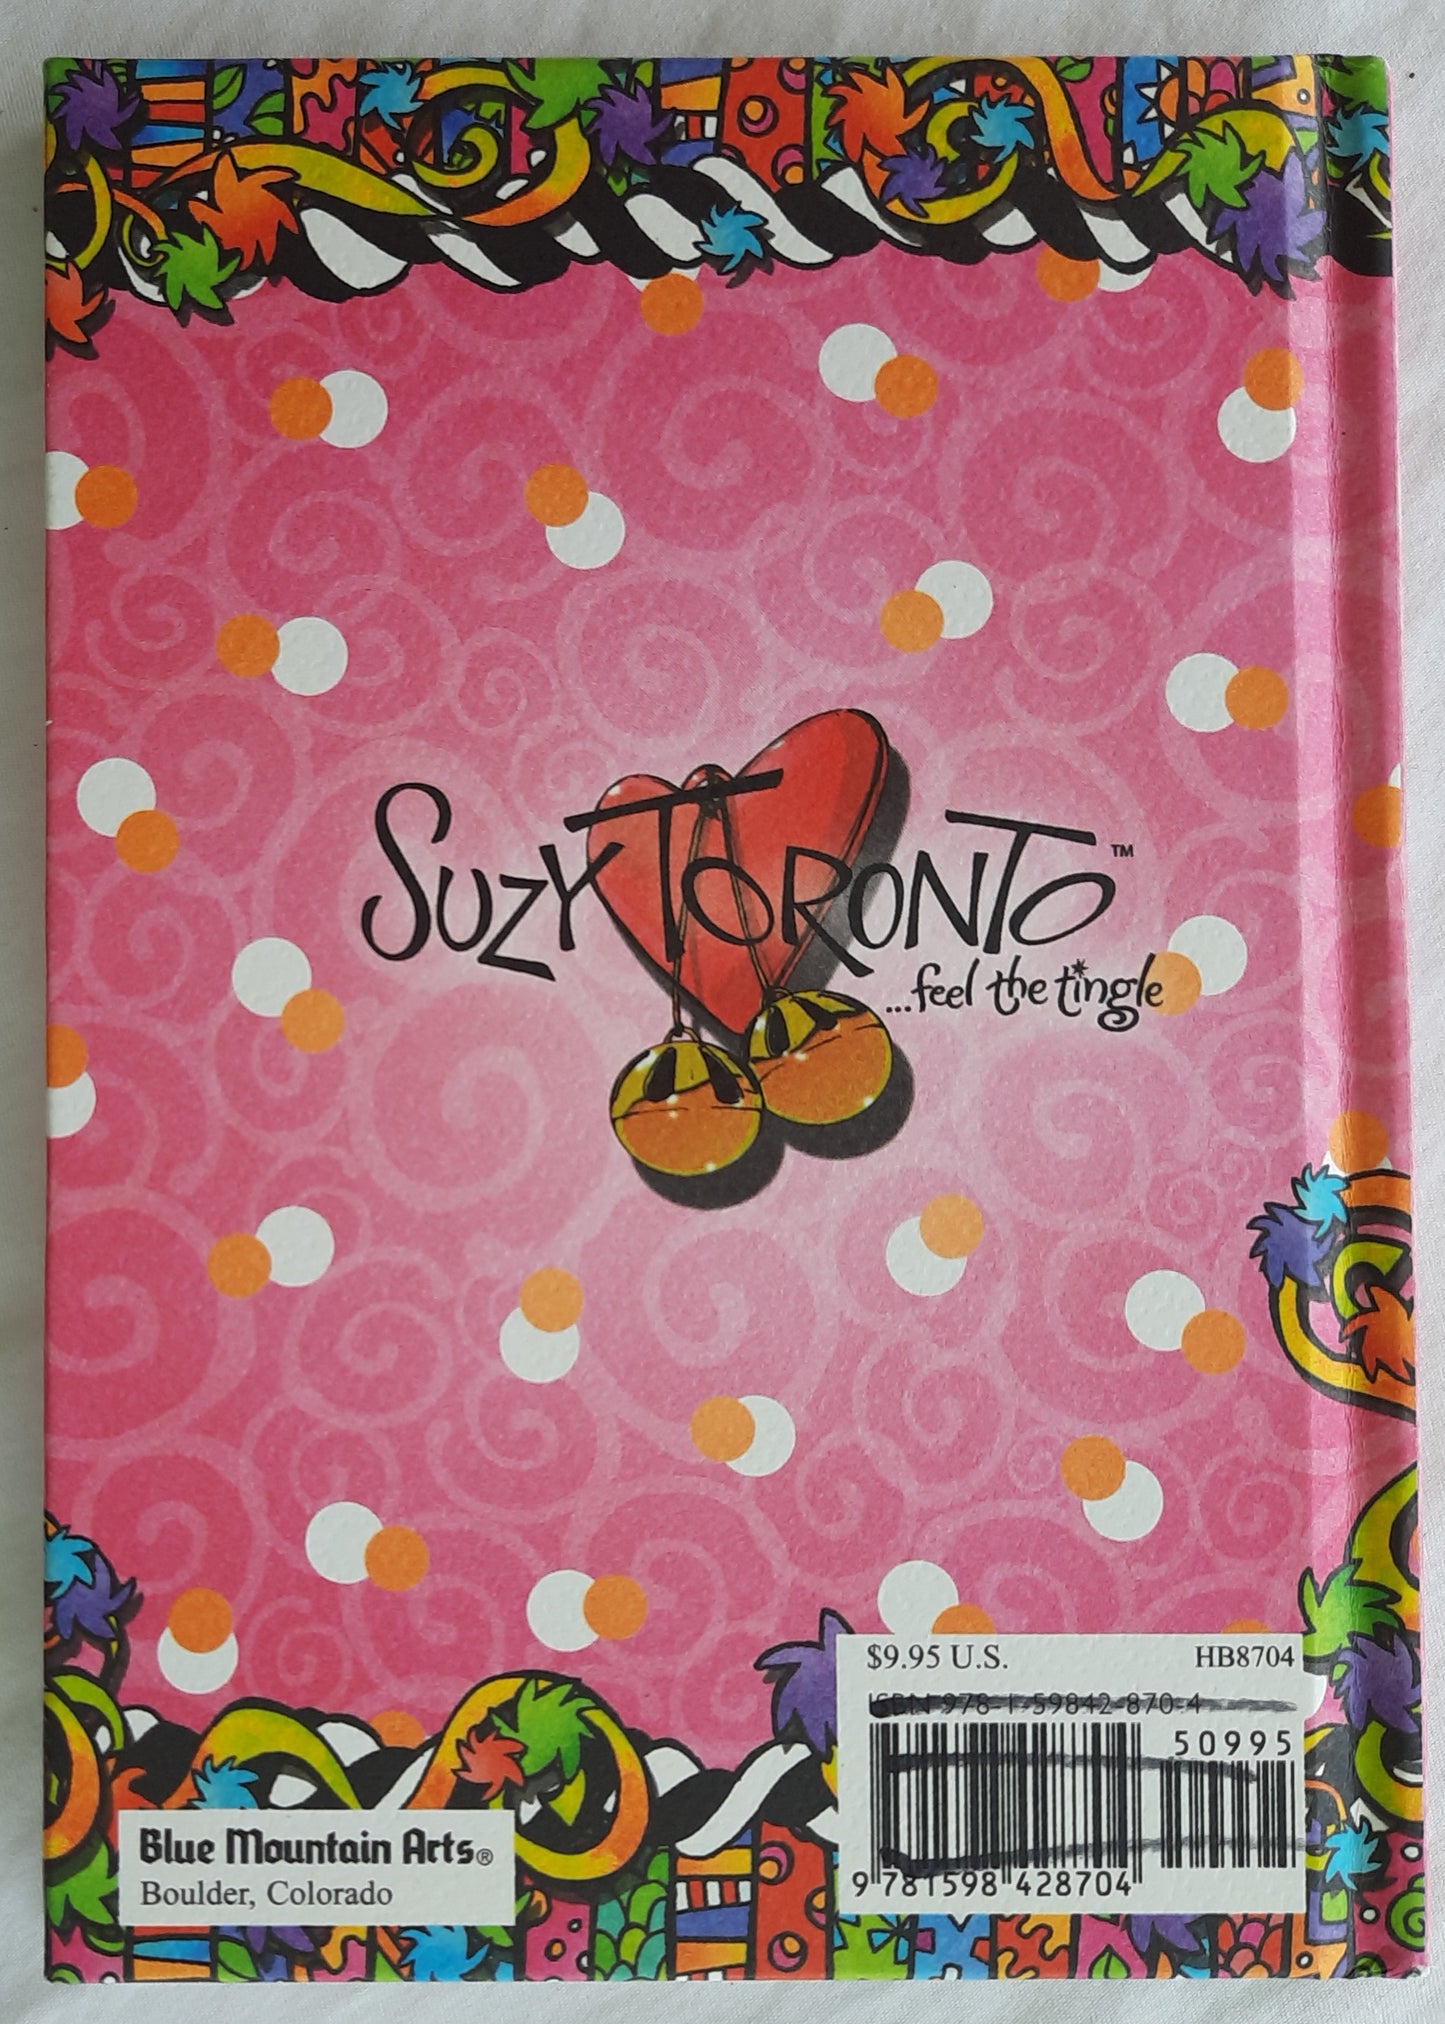 SUZY TORONTO™
...feel the tingle
$9.95 U.S. HB8704
ISBN 978-1-59842-870-4
50995
9 781598 428704
Blue Mountain Arts®
Boulder, Colorado